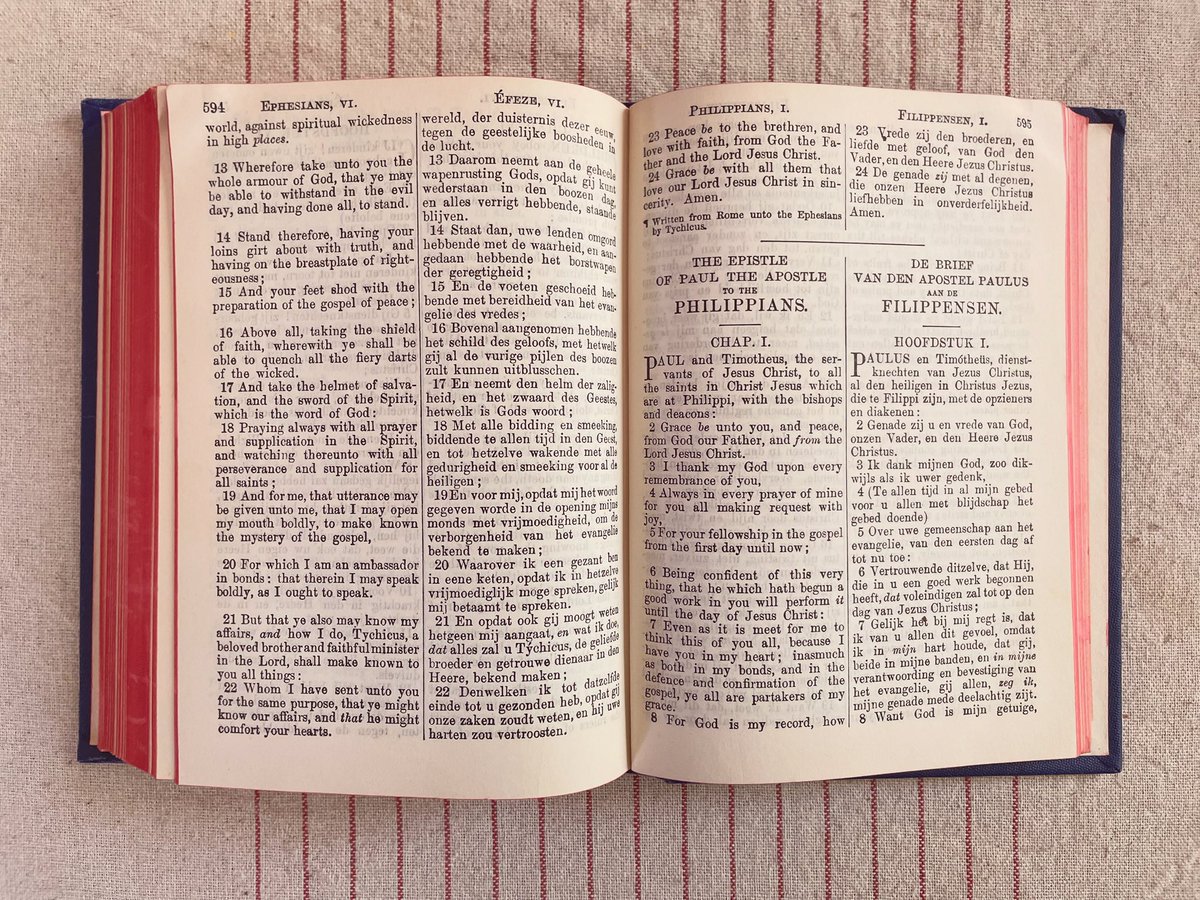 594 EPHESIANS, VI.
world, against spiritual wickedness
in high places.
13 Wherefore take unto you the
whole armour of God, that ye may
be able to withstand in the evil
day, and having done all, to stand.
14 Stand therefore, having your
loins girt about with truth, and
having on the breastplate of right-
eousness;
15 And your feet shod with the
preparation of the gospel of peace;
16 Above all, taking the shield
of faith, wherewith ye shall be
able to quench all the fiery darts
of the wicked.
17 And take the helmet of salva-
tion, and the sword of the Spirit,
which is the word of God:
18 Praying always with all prayer
and supplication in the Spirit,
and watching thereunto with all
perseverance and supplication for
all saints;
19 And for me, that utterance may
be given unto me, that I may open
my mouth boldly, to make known
the mystery of the gospel,
20 For which I am an ambassador
in bonds: that therein I may speak
boldly, as I ought to speak.
21 But that ye also may know my
affairs, and how I do, Tychicus, a
beloved brother and faithful minister
in the Lord, shall make known to
you all things:
22 Whom I have sent unto you
for the same purpose, that ye might
know our affairs, and that he might
comfort your hearts.
ÉFEZE, VI.
wereld, der duisternis dezer eeuw,
tegen de geestelijke boosheden in
de lucht.
13 Daarom neemt aan de geheele
wapenrusting Gods, opdat gij kunt
wederstaan in den boozen dag,
en alles verrigt hebbende, staande
blijven.
14 Staat dan, uwe lenden omgord
hebbende met de waarheid, en aan-
gedaan hebbende het borstwapen
der geregtigheid;
15 En de voeten geschoeid heb-
bende met bereidheid van het evan-
gelie des vredes;
16 Bovenal aangenomen hebbende
het schild des geloofs, met hetwelk
gij al de vurige pijlen des boozen
zult kunnen uitblusschen.
17 En neemt den helm der zalig-
heid, en het zwaard des Geestes,
hetwelk is Gods woord;
18 Met alle bidding en smeeking,
biddende te allen tijd in den Geest,
en tot hetzelve wakende met alle
gedurigheid en smeeking voor al de
heiligen;
19 En voor mij, opdat mij het woord
gegeven worde in de opening mijns
monds met vrijmoedigheid, om de
verborgenheid van het evangelie
bekend te maken;
20 Waarover ik een gezant ben
in eene keten, opdat ik in hetzelve
vrijmoediglijk moge spreken, gelijk
mij betaamt te spreken.
21 En opdat ook gij moogt weten
hetgeen mij aangaat, en wat ik doe,
dat alles zal u Týchicus, de geliefde
broeder en getrouwe dienaar in den
Heere, bekend maken;
22 Denwelken ik tot datzelfde
einde tot u gezonden heb, opdat gij
onze zaken zoudt weten, en hij uwe
harten zou vertroosten.
PHILIPPIANS, I.
23 Peace be to the brethren, and
love with faith, from God the Fa-
ther and the Lord Jesus Christ.
24 Grace be with all them that
love our Lord Jesus Christ in sin-
cerity. Amen.
¶ Written from Rome unto the Ephesians
by Tychicus.
FILIPPENSEN, I. 595
23 Vrede zij den broederen, en
liefde met geloof, van God den
Vader, en den Heere Jezus Christus.
24 De genade zij met al degenen,
die onzen Heere Jezus Christus
liefhebben in onverderfelijkheid.
Amen.
THE EPISTLE
OF PAUL THE APOSTLE
TO THE
PHILIPPIANS.
CHAP. I.
PAUL and Timotheus, the ser-
vants of Jesus Christ, to all
the saints in Christ Jesus which
are at Philippi, with the bishops
and deacons:
2 Grace be unto you, and peace,
from God our Father, and from the
Lord Jesus Christ.
3 I thank my God upon every
remembrance of you,
4 Always in every prayer of mine
for you all making request with
joy,
5 For your fellowship in the gospel
from the first day until now;
6 Being confident of this very
thing, that he which hath begun a
good work in you will perform it
until the day of Jesus Christ:
7 Even as it is meet for me to
think this of you all, because I
have you in my heart; inasmuch
as both in my bonds, and in the
defence and confirmation of the
gospel, ye all are partakers of my
grace.
8 For God is my record, how
DE BRIEF
VAN DEN APOSTEL PAULUS
AAN DE
FILIPPENSEN.
HOOFDSTUK I.
PAULUS en Timótheüs, dienst-
knechten van Jezus Christus,
al den heiligen in Christus Jezus,
die te Filippi zijn, met de opzieners
en diakenen:
2 Genade zij u en vrede van God,
onzen Vader, en den Heere Jezus
Christus.
3 Ik dank mijnen God, zoo dik-
wijls als ik uwer gedenk,
4 (Te allen tijd in al mijn gebed
voor u allen met blijdschap het
gebed doende)
5 Over uwe gemeenschap aan het
evangelie, van den eersten dag af
tot nu toe:
6 Vertrouwende ditzelve, dat Hij,
die in u een goed werk begonnen
heeft, dat voleindigen zal tot op den
dag van Jezus Christus;
7 Gelijk het bij mij regt is, dat
ik van u allen dit gevoel, omdat
ik in mijn hart houde, dat gij,
beide in mijne banden, en in mijne
verantwoording en bevestiging van
het evangelie, gij allen, zeg ik,
mijne genade mede deelachtig zijt.
8 Want God is mijn getuige,